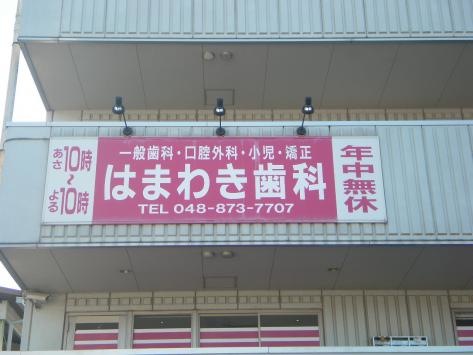 あさ10時
～
よる10時
一般歯科・口腔外科・小児・矯正
はまわき歯科
TEL 048-873-7707
年中無休